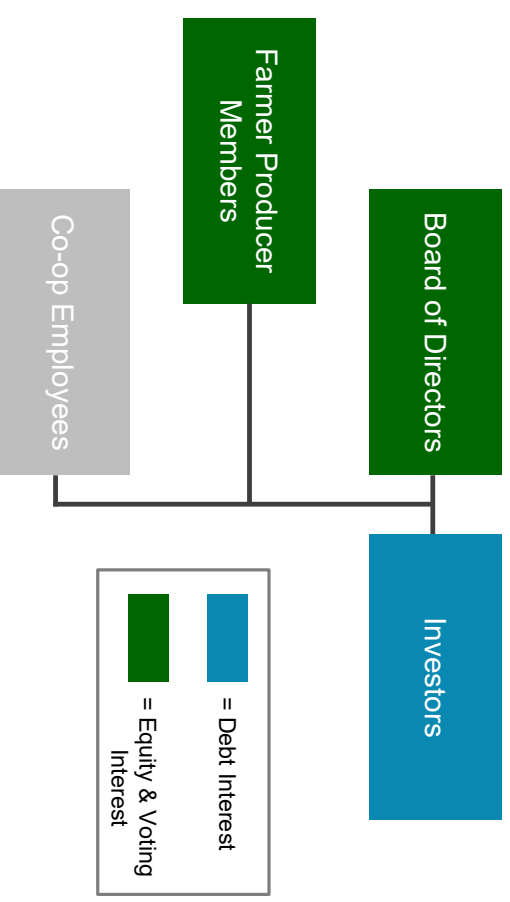 Board of Directors
Investors
Farmer Producer
Members
Co-op Employees
= Debt Interest
= Equity & Voting
Interest